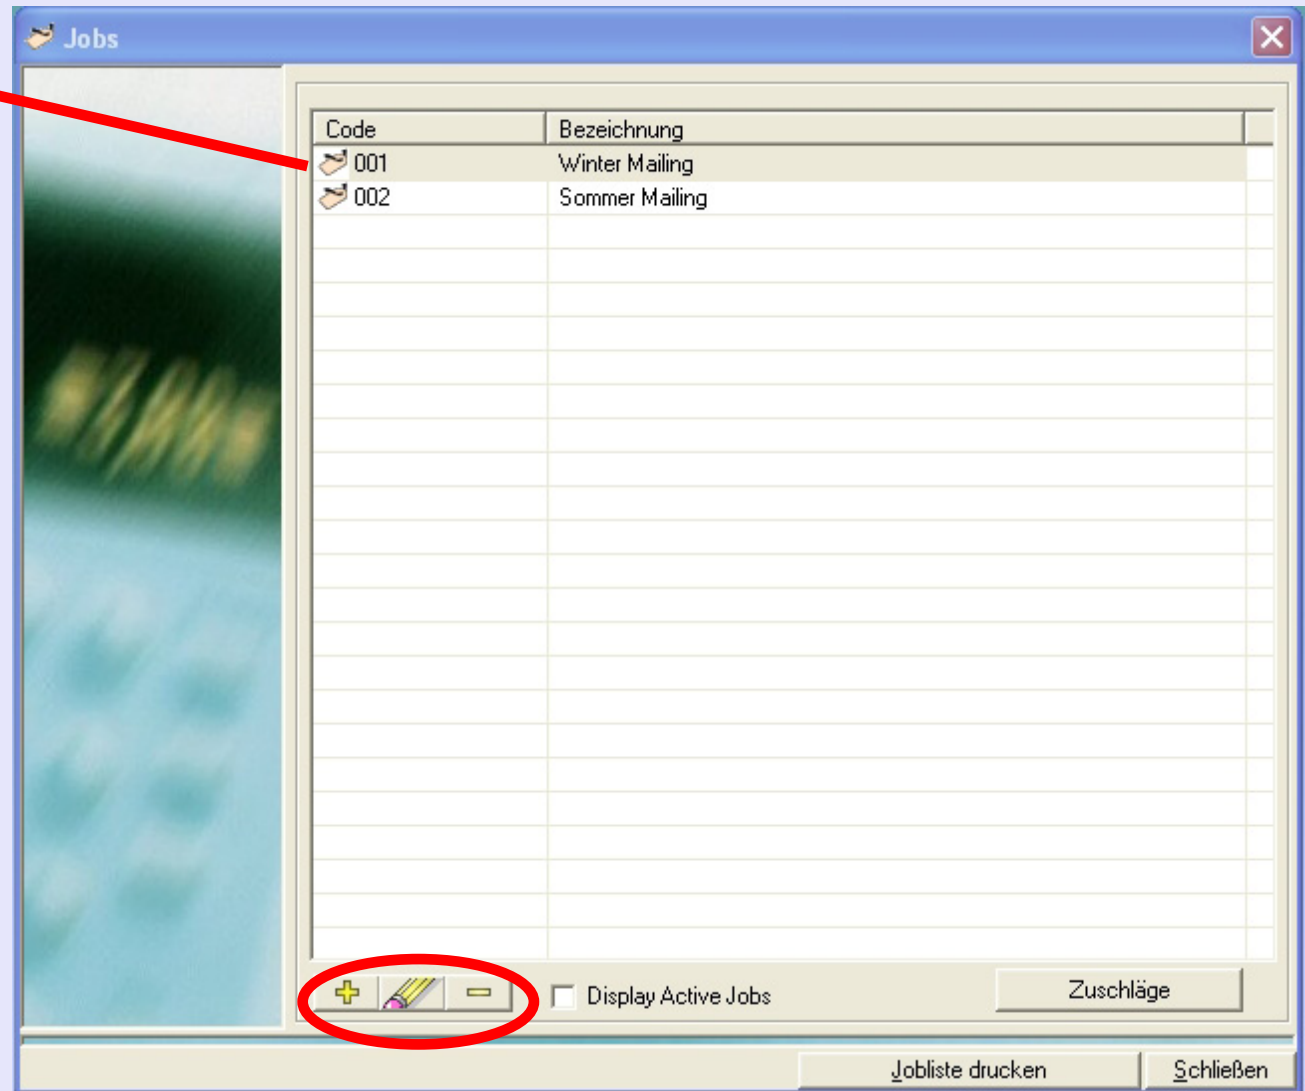 Jobs
Code Bezeichnung
001 Winter Mailing
002 Sommer Mailing
Display Active Jobs Zuschläge
Jobliste drucken Schließen